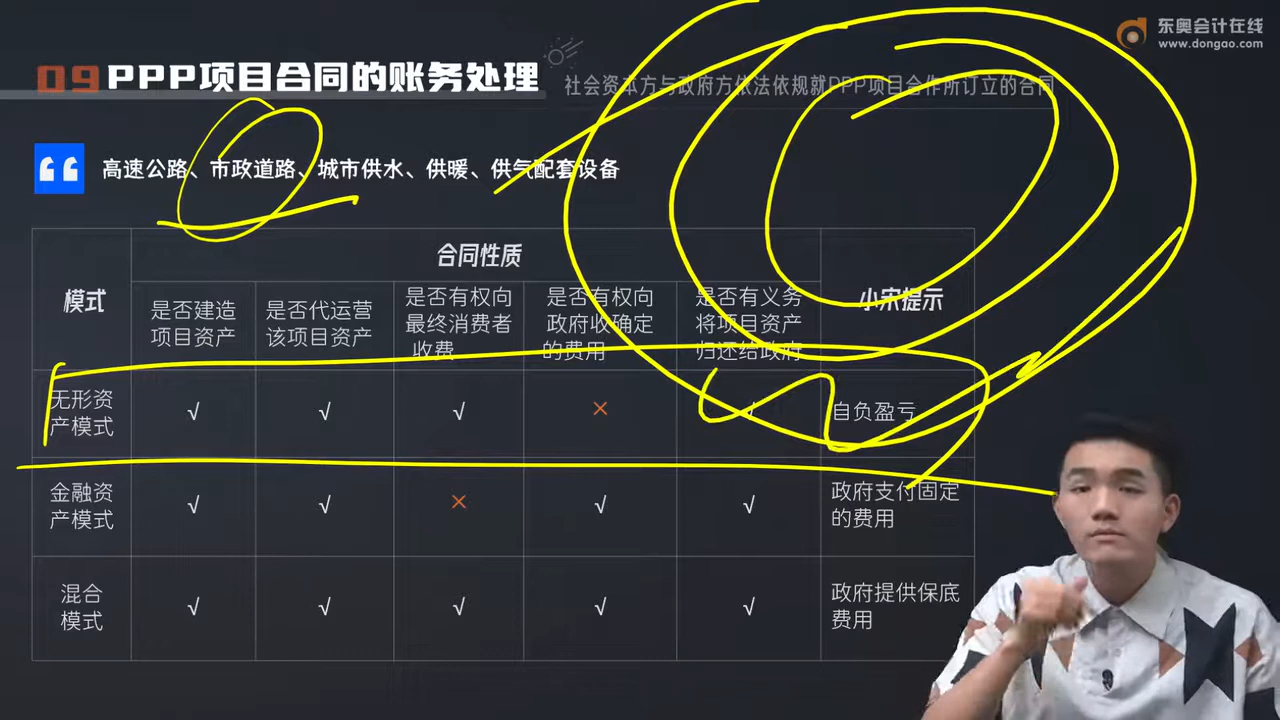 东奥会计在线
www.dongao.com
09 PPP项目合同的账务处理
社会资本方与政府方依法依规就PPP项目合作所订立的合同
高速公路、市政道路、城市供水、供暖、供气配套设备
模式
合同性质
小宋提示
是否建造
项目资产
是否代运营
该项目资产
是否有权向
最终消费者
收费
是否有权向
政府收确定
的费用
是否有义务
将项目资产
归还给政府
无形资
产模式
√
√
√
×
√
自负盈亏
金融资
产模式
√
√
×
√
√
政府支付固定
的费用
混合
模式
√
√
√
√
√
政府提供保底
费用